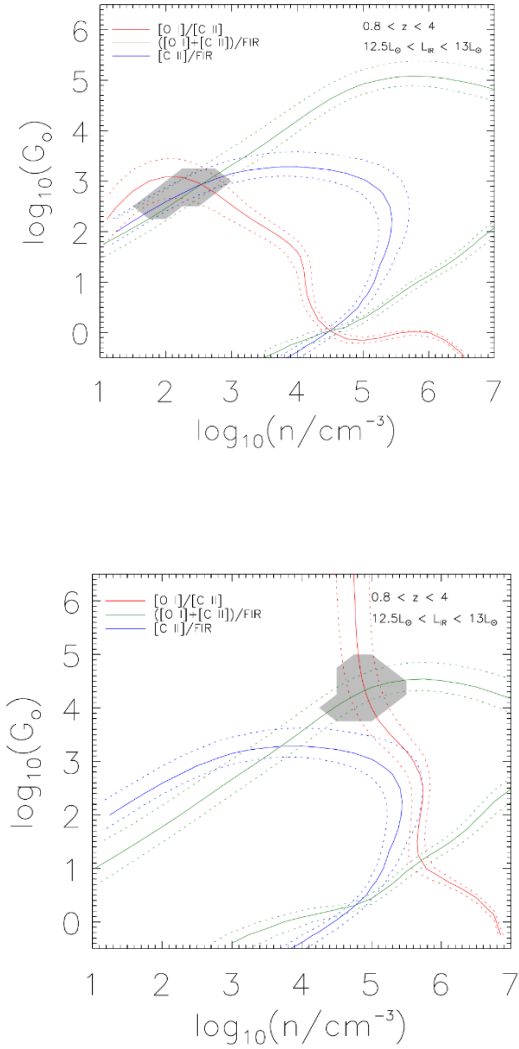 [O I]/[C II]
([O I]+[C II])/FIR
[C II]/FIR
0.8 < z < 4
12.5L⊙ < L_IR < 13L⊙
log10(Go)
6
5
4
3
2
1
0
1 2 3 4 5 6 7
log10(n/cm−3)
[O I]/[C II]
([O I]+[C II])/FIR
[C II]/FIR
0.8 < z < 4
12.5L⊙ < L_IR < 13L⊙
log10(Go)
6
5
4
3
2
1
0
1 2 3 4 5 6 7
log10(n/cm−3)